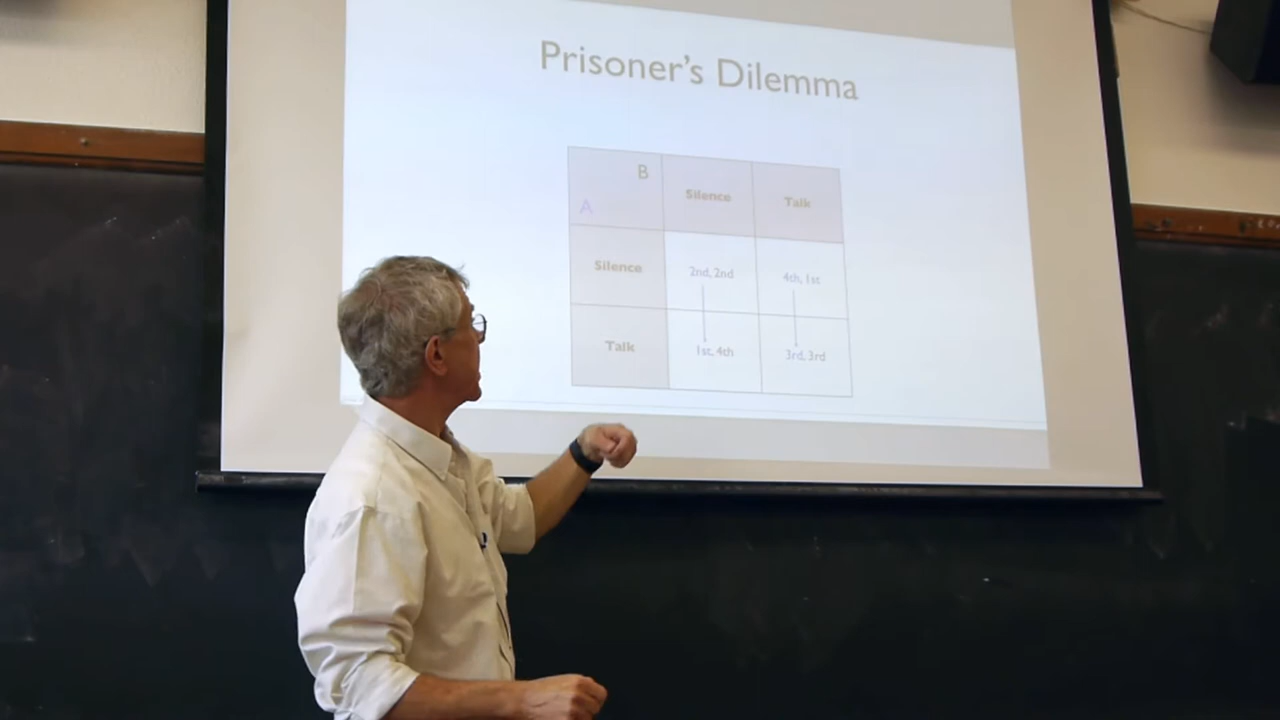 Prisoner's Dilemma
B
A
Silence
Talk
Silence
2nd, 2nd
4th, 1st
Talk
1st, 4th
3rd, 3rd